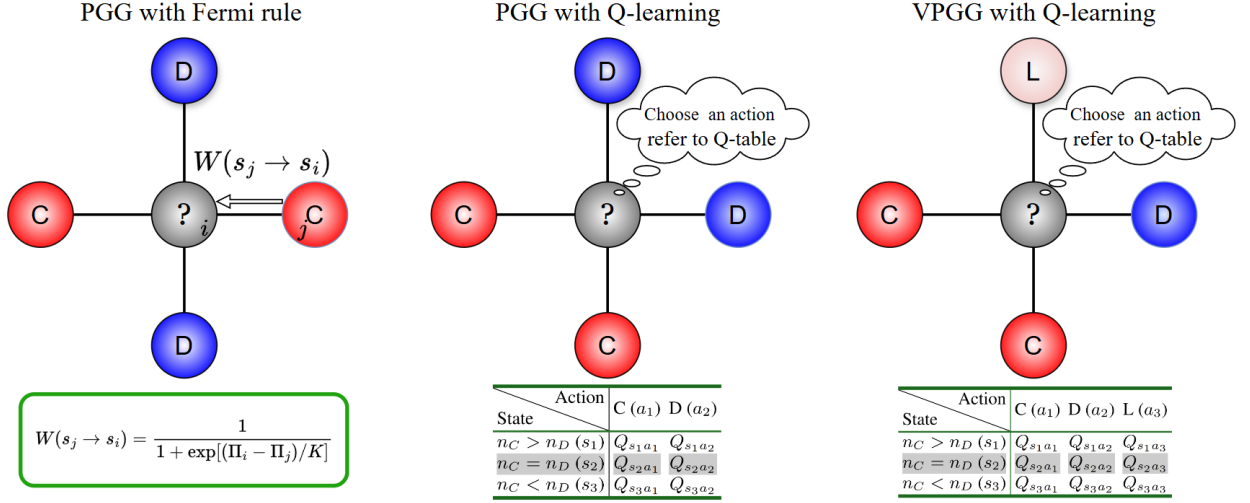 PGG with Fermi rule
D
W(s_j → s_i)
C
? i
C j
D
W(s_j → s_i) = 1 / (1 + exp[(Π_i − Π_j)/K])
PGG with Q-learning
D
Choose an action
refer to Q-table
C
?
D
C
Action
State
C (a_1) D (a_2)
n_C > n_D (s_1) Q_{s_1a_1} Q_{s_1a_2}
n_C = n_D (s_2) Q_{s_2a_1} Q_{s_2a_2}
n_C < n_D (s_3) Q_{s_3a_1} Q_{s_3a_2}
VPGG with Q-learning
L
Choose an action
refer to Q-table
C
?
D
C
Action
State
C (a_1) D (a_2) L (a_3)
n_C > n_D (s_1) Q_{s_1a_1} Q_{s_1a_2} Q_{s_1a_3}
n_C = n_D (s_2) Q_{s_2a_1} Q_{s_2a_2} Q_{s_2a_3}
n_C < n_D (s_3) Q_{s_3a_1} Q_{s_3a_2} Q_{s_3a_3}